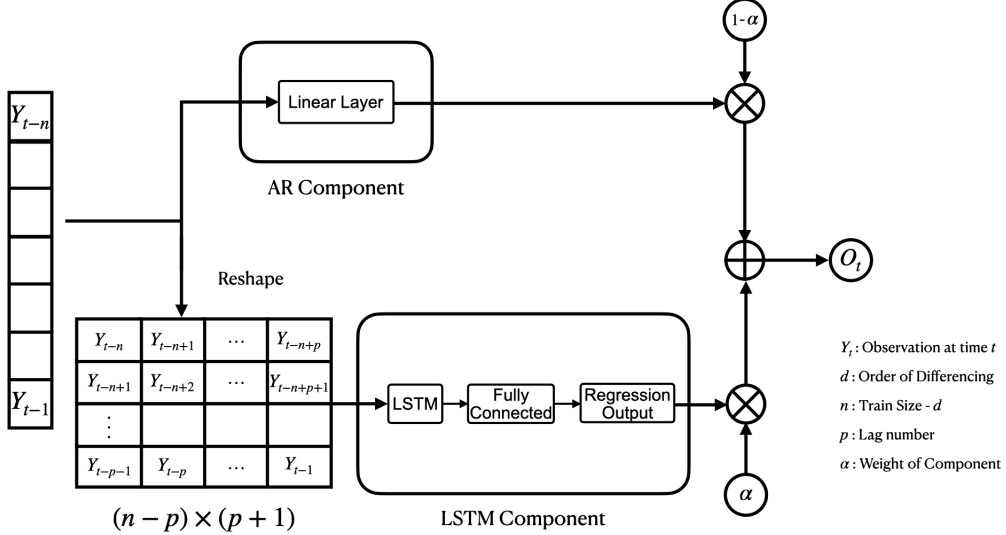 1-α
Y_{t−n}
Linear Layer
AR Component
O_t
Reshape
Y_{t−n} Y_{t−n+1} ... Y_{t−n+p}
Y_{t−n+1} Y_{t−n+2} ... Y_{t−n+p+1}
⋮
Y_{t−p−1} Y_{t−p} ... Y_{t−1}
Y_{t−1}
(n − p) × (p + 1)
LSTM
Fully
Connected
Regression
Output
LSTM Component
α
Y_t : Observation at time t
d : Order of Differencing
n : Train Size - d
p : Lag number
α : Weight of Component